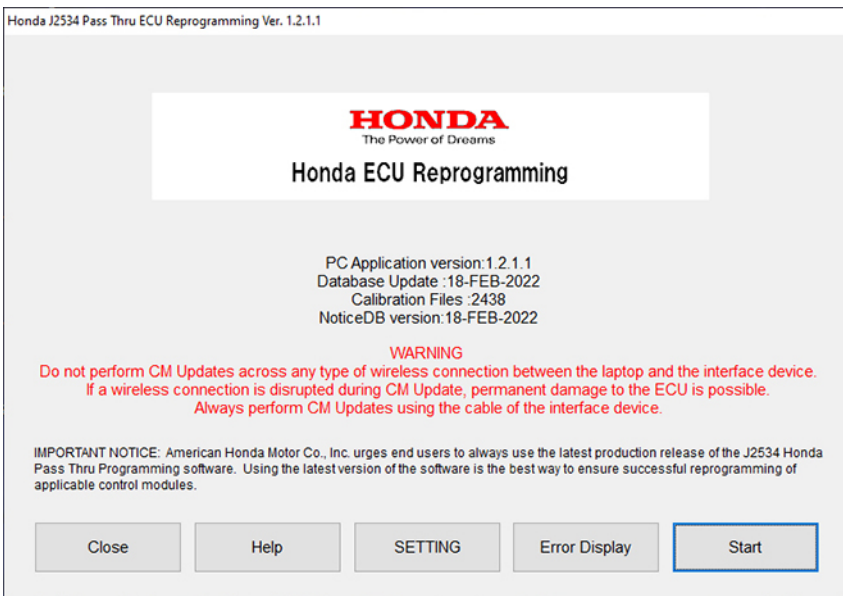 Honda J2534 Pass Thru ECU Reprogramming Ver. 1.2.1.1
HONDA
The Power of Dreams
Honda ECU Reprogramming
PC Application version:1.2.1.1
Database Update :18-FEB-2022
Calibration Files :2438
NoticeDB version:18-FEB-2022
WARNING
Do not perform CM Updates across any type of wireless connection between the laptop and the interface device.
If a wireless connection is disrupted during CM Update, permanent damage to the ECU is possible.
Always perform CM Updates using the cable of the interface device.
IMPORTANT NOTICE: American Honda Motor Co., Inc. urges end users to always use the latest production release of the J2534 Honda
Pass Thru Programming software. Using the latest version of the software is the best way to ensure successful reprogramming of
applicable control modules.
Close Help SETTING Error Display Start